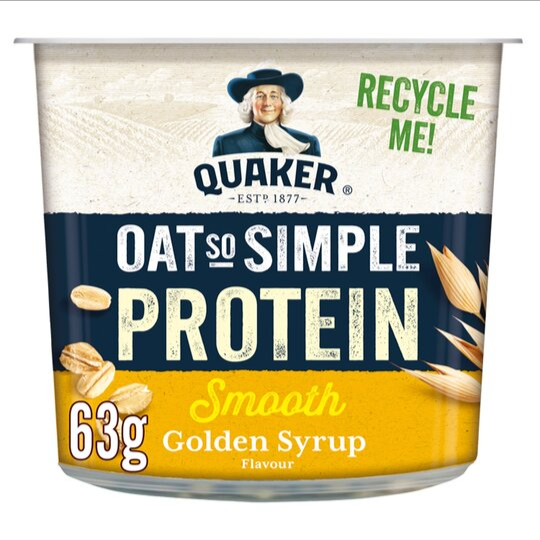 RECYCLE
ME!
QUAKER®
ESTD 1877
OAT SO SIMPLE
PROTEIN
Smooth
63g
Golden Syrup
Flavour